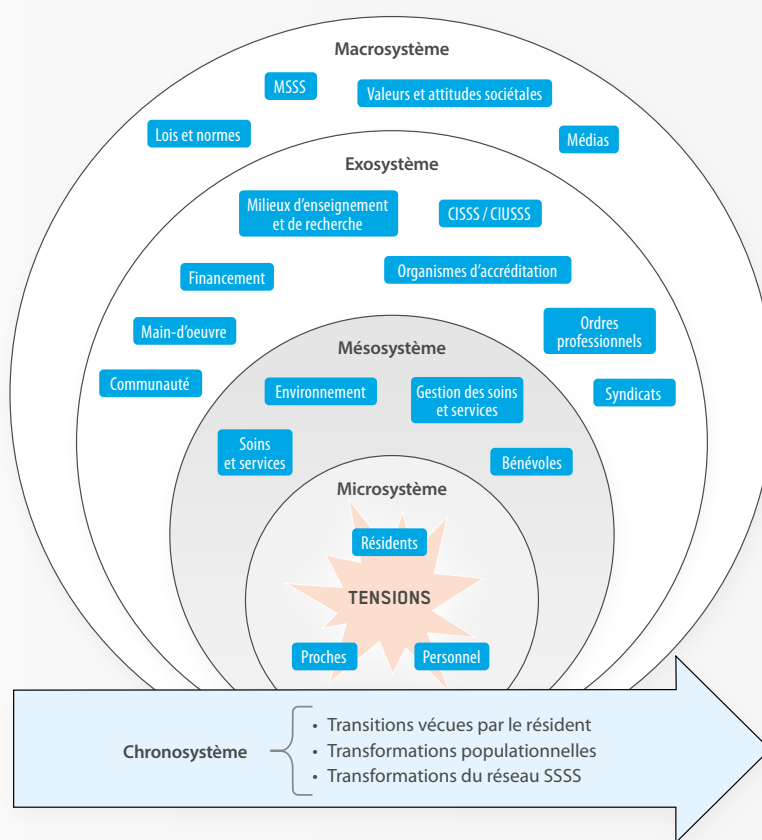 Macrosystème
MSSS
Valeurs et attitudes sociétales
Lois et normes
Médias
Exosystème
Milieux d'enseignement
et de recherche
CISSS / CIUSSS
Financement
Organismes d'accréditation
Main-d'oeuvre
Ordres
professionnels
Communauté
Syndicats
Mésosystème
Environnement
Gestion des soins
et services
Soins
et services
Bénévoles
Microsystème
Résidents
TENSIONS
Proches
Personnel
Chronosystème
• Transitions vécues par le résident
• Transformations populationnelles
• Transformations du réseau SSSS